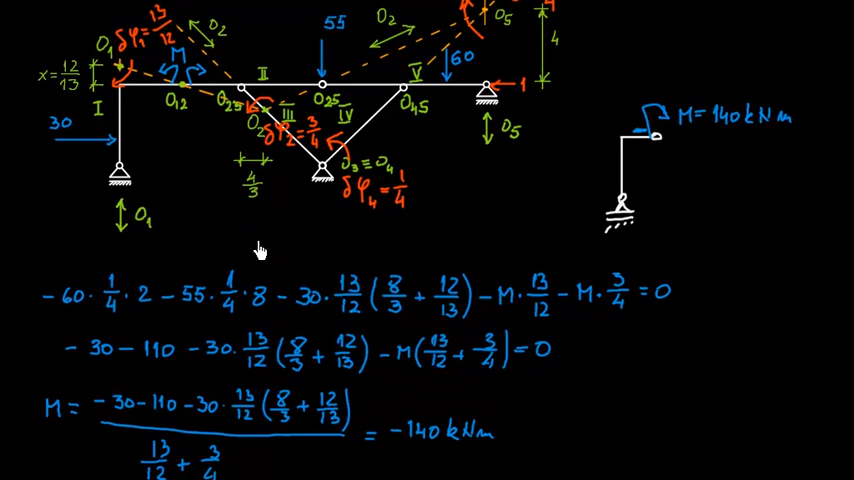 δφ₁ = 13/12
O₂
55
O₂
O₅
4
O₁
M
60
x = 12/13
II
V
1
I
O₁₂
O₂₃
O₂₅
O₄₅
30
O₂
III
IV
O₅
M = 140 kNm
δφ₂ = 3/4
O₃ ≡ O₄
4/3
δφ₄ = 1/4
O₁
-60 · 1/4 · 2 - 55 · 1/4 · 8 - 30 · 13/12 (8/3 + 12/13) - M · 13/12 - M · 3/4 = 0
- 30 - 110 - 30 · 13/12 (8/3 + 12/13) - M (13/12 + 3/4) = 0
M = (- 30 - 110 - 30 · 13/12 (8/3 + 12/13)) / (13/12 + 3/4) = - 140 kNm